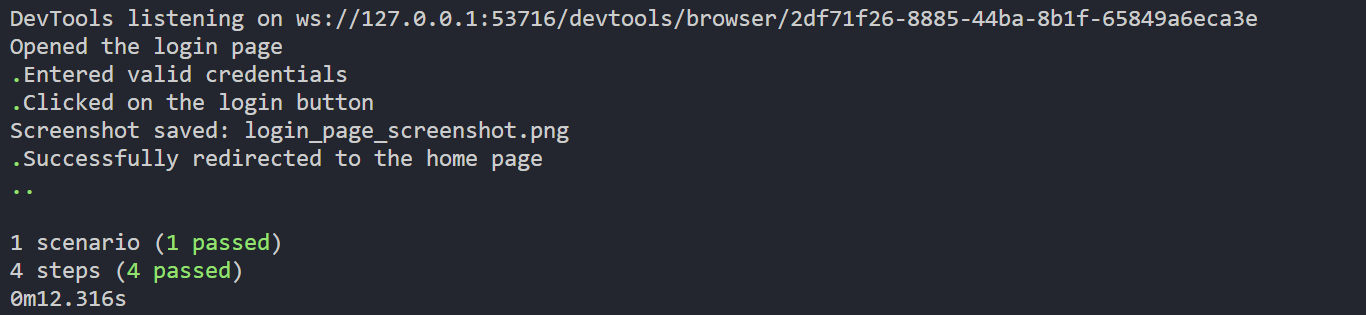 DevTools listening on ws://127.0.0.1:53716/devtools/browser/2df71f26-8885-44ba-8b1f-65849a6eca3e
Opened the login page
.Entered valid credentials
.Clicked on the login button
Screenshot saved: login_page_screenshot.png
.Successfully redirected to the home page
..
1 scenario (1 passed)
4 steps (4 passed)
0m12.316s